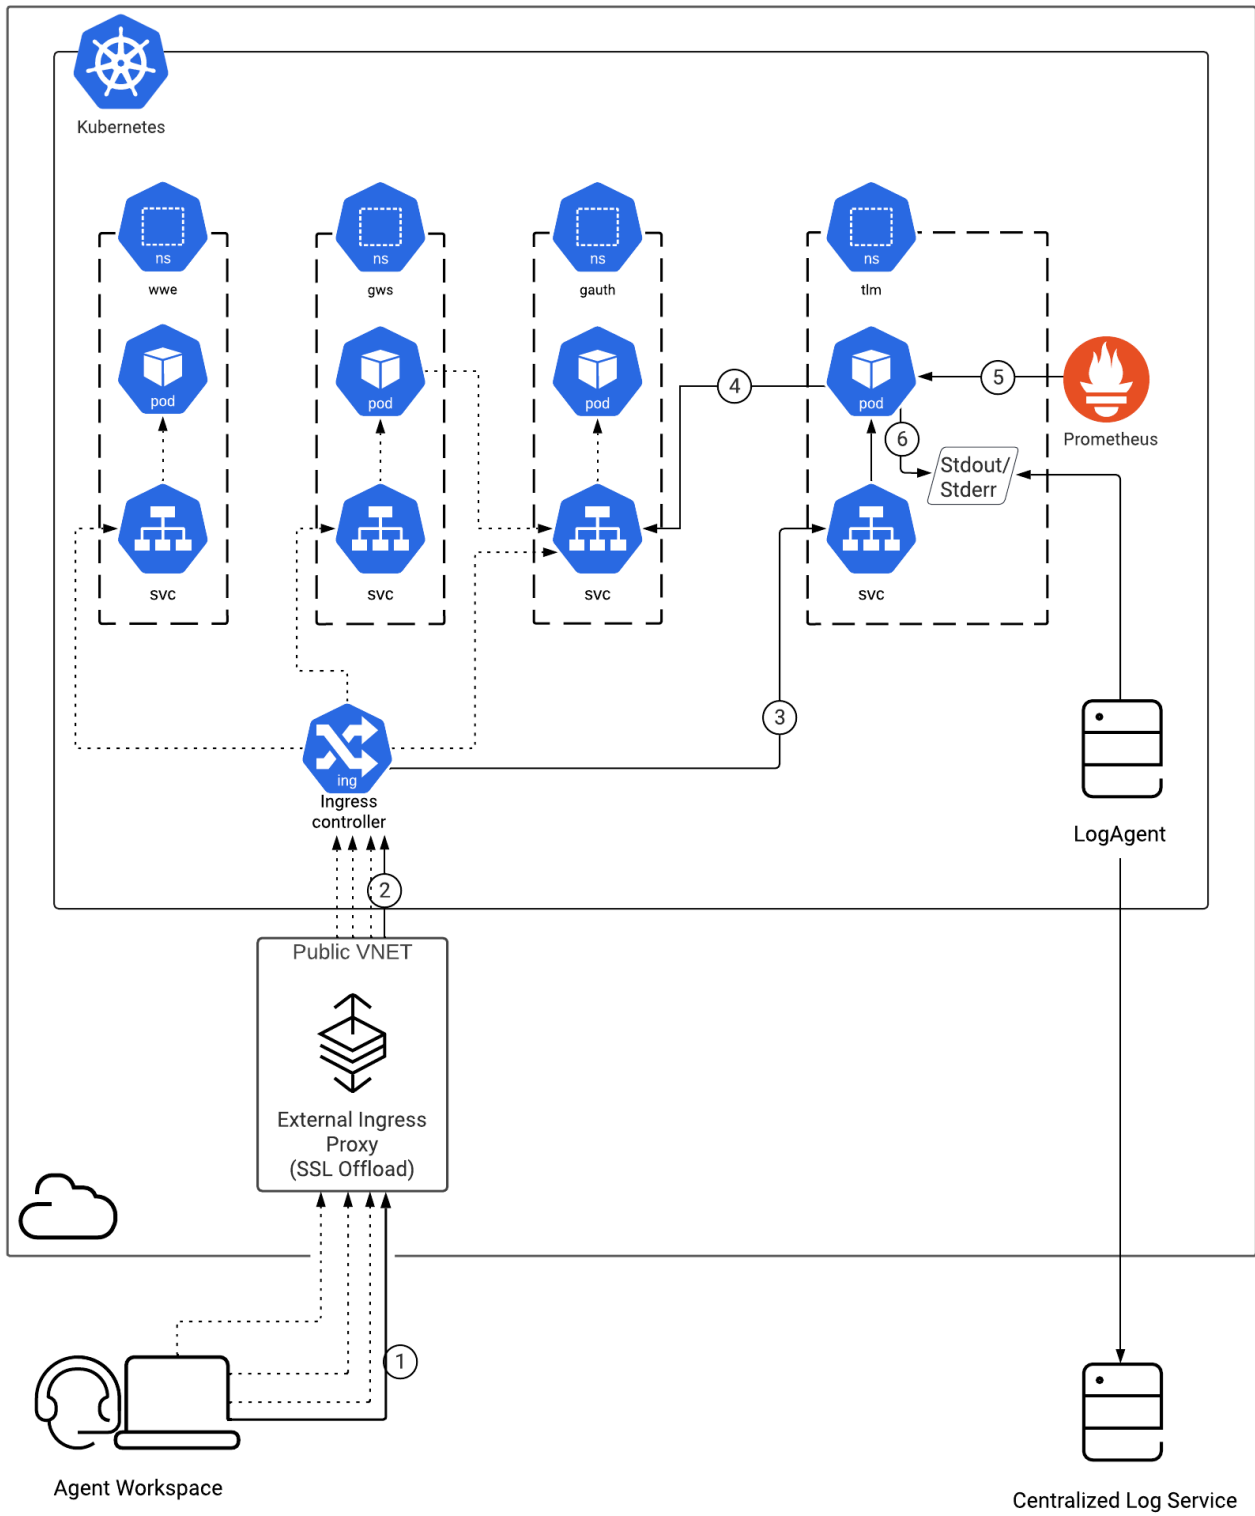 Kubernetes
ns
ns
ns
ns
wwe
gws
gauth
tlm
pod
pod
pod
pod
4
5
6
Prometheus
Stdout/
Stderr
svc
svc
svc
svc
3
ing
Ingress
controller
LogAgent
2
Public VNET
External Ingress
Proxy
(SSL Offload)
1
Agent Workspace
Centralized Log Service